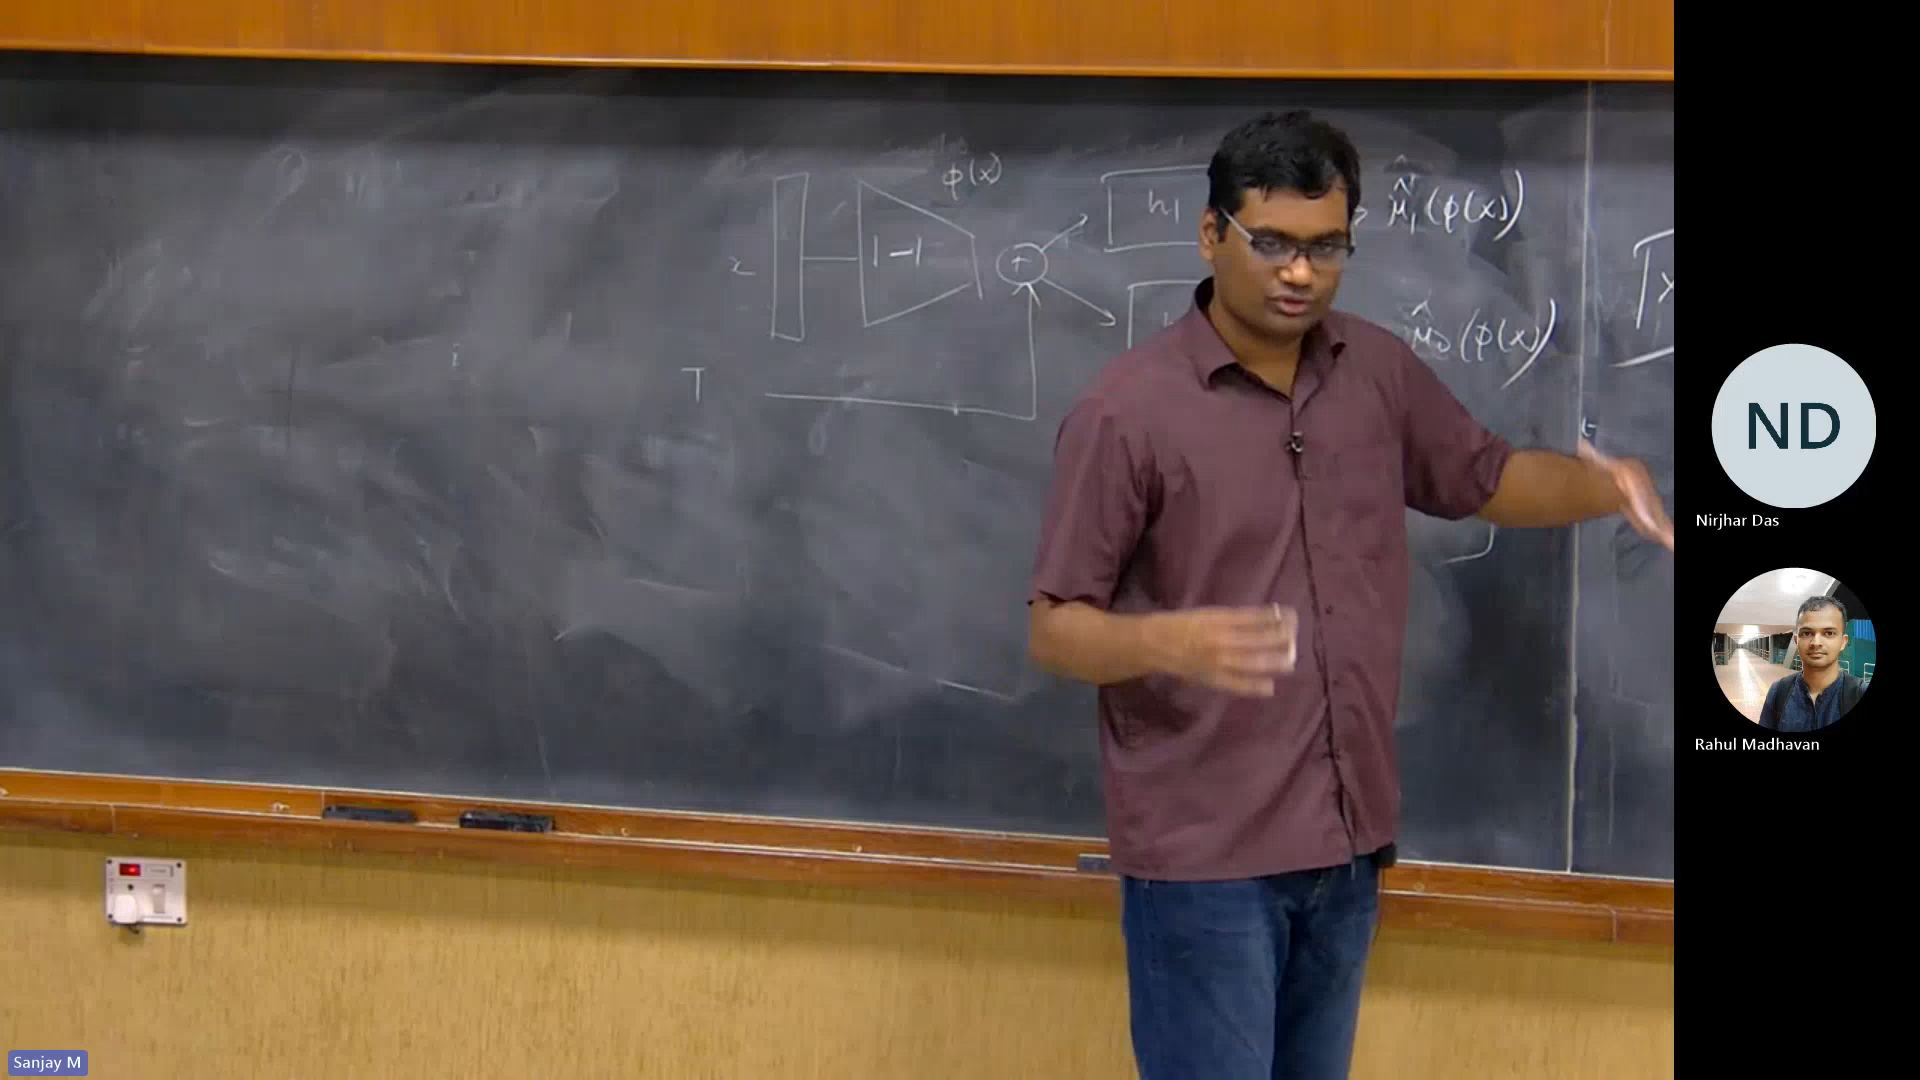 φ(x)
x
1-1
T
h1
T
μ̂1(φ(x))
μ̂0(φ(x))
ND
Nirjhar Das
Rahul Madhavan
Sanjay M